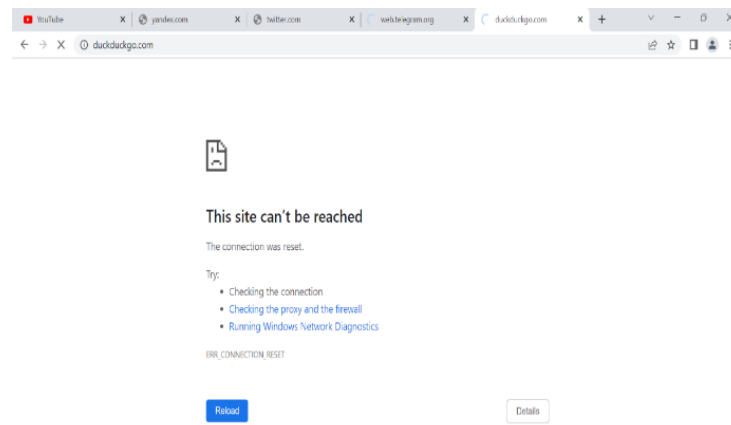 YouTube
yandex.com
twitter.com
web.telegram.org
duckduckgo.com
duckduckgo.com
This site can't be reached
The connection was reset.
Try:
Checking the connection
Checking the proxy and the firewall
Running Windows Network Diagnostics
ERR_CONNECTION_RESET
Reload
Details